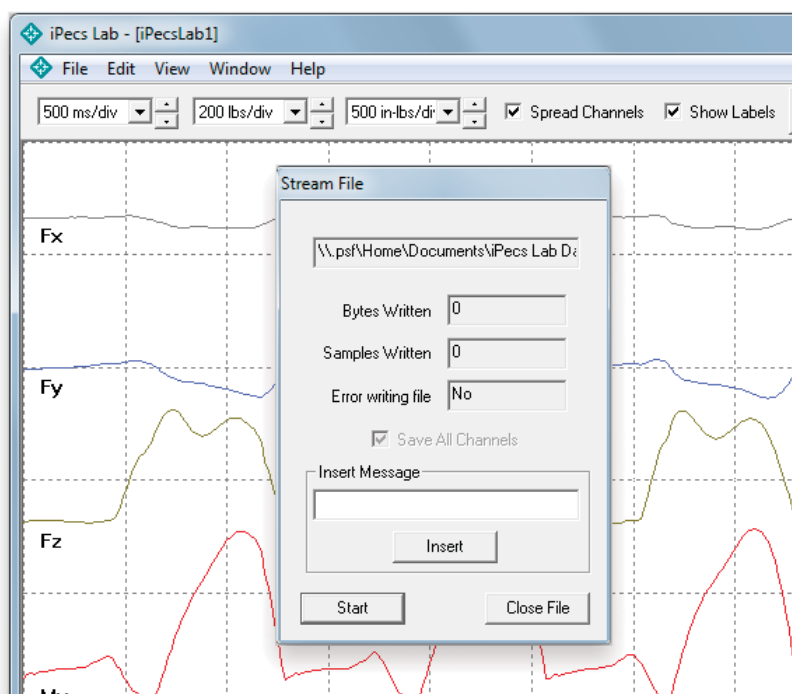 iPecs Lab - [iPecsLab1]
File Edit View Window Help
500 ms/div 200 lbs/div 500 in-lbs/div Spread Channels Show Labels
Stream File
Fx
\\.psf\Home\Documents\iPecs Lab Da
Bytes Written 0
Samples Written 0
Fy
Error writing file No
Save All Channels
Insert Message
Insert
Fz
Start Close File